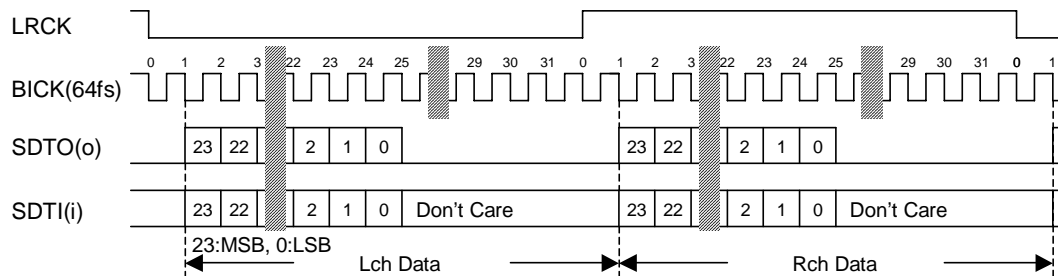 LRCK
0 1 2 3 22 23 24 25 29 30 31 0 1 2 3 22 23 24 25 29 30 31 0 1
BICK(64fs)
SDTO(o) 23 22 2 1 0 23 22 2 1 0
SDTI(i) 23 22 2 1 0 Don't Care 23 22 2 1 0 Don't Care
23:MSB, 0:LSB
Lch Data Rch Data